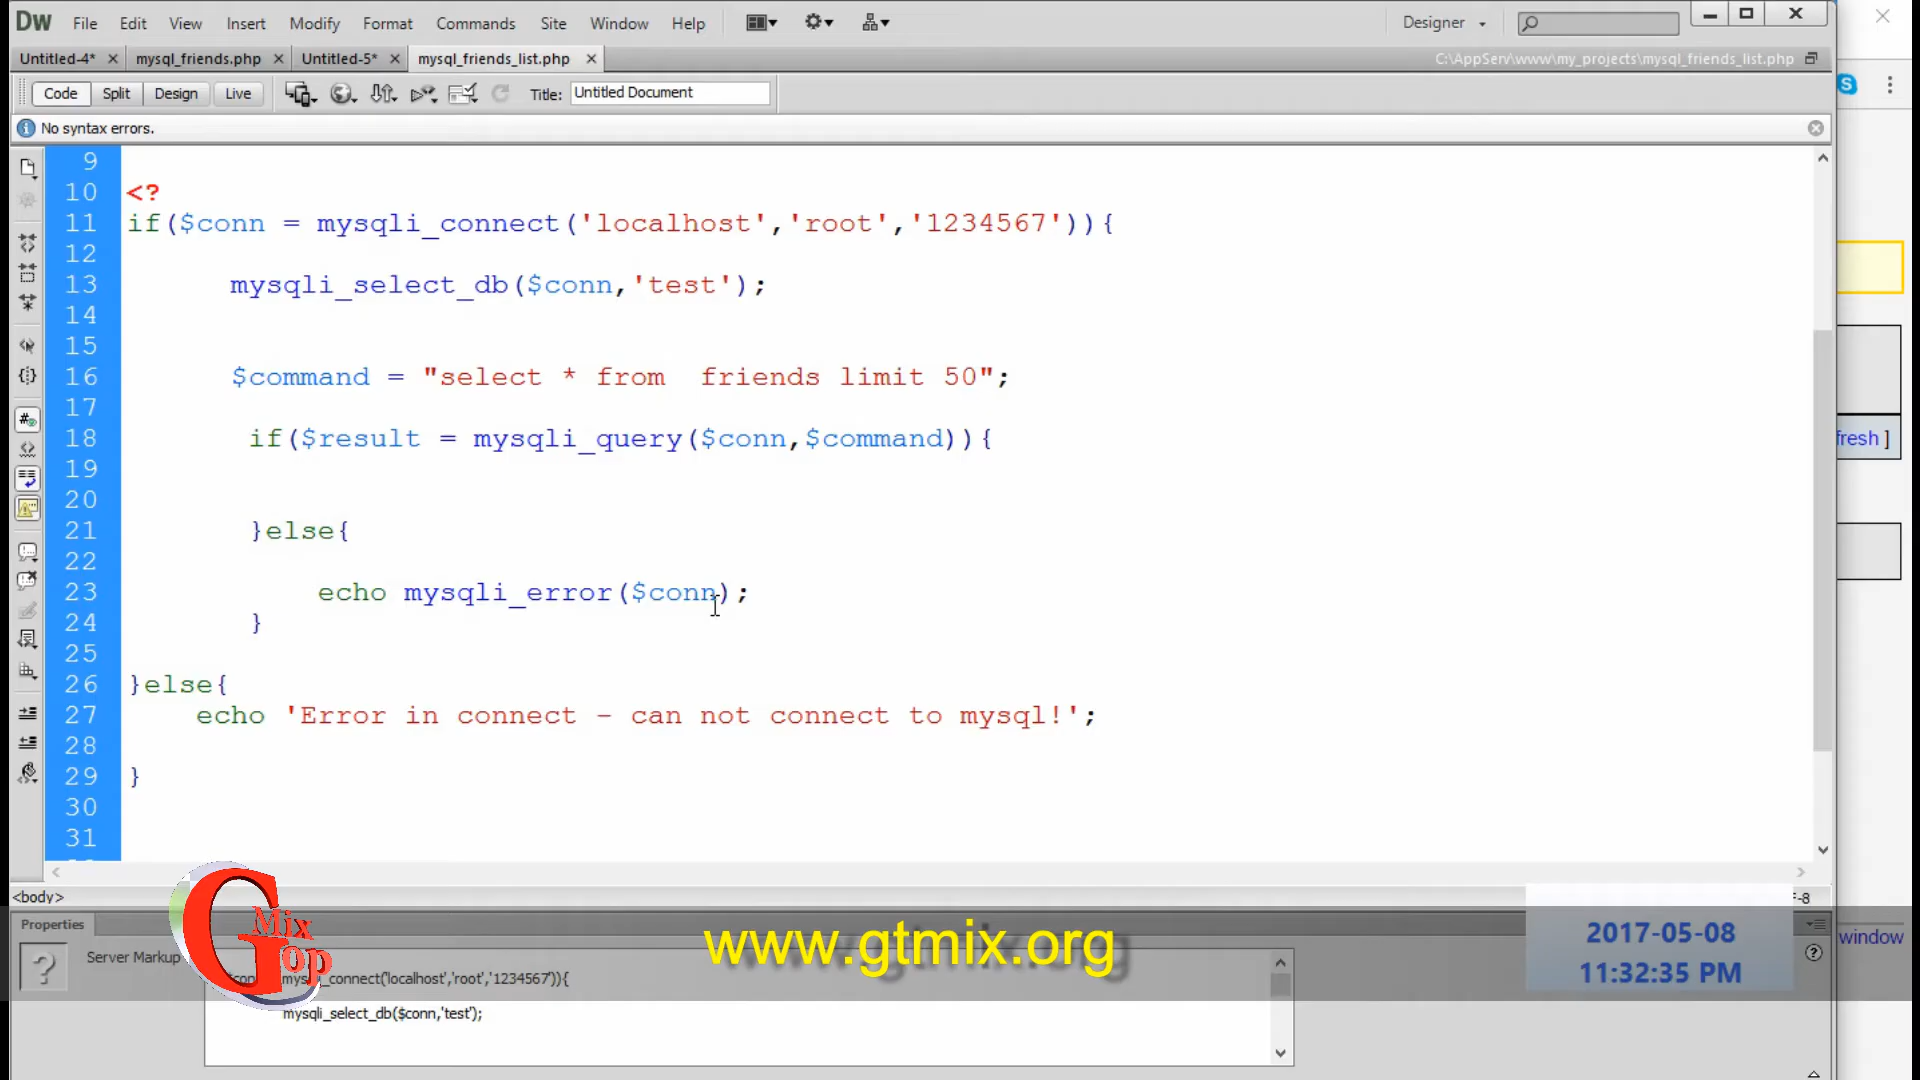 Dw File Edit View Insert Modify Format Commands Site Window Help Designer
Untitled-4* mysql_friends.php Untitled-5* mysql_friends_list.php C:\AppServ\www\my_projects\mysql_friends_list.php
Code Split Design Live Title: Untitled Document
No syntax errors.
9
10 <?
11 if($conn = mysqli_connect('localhost','root','1234567')){
12
13 mysqli_select_db($conn,'test');
14
15
16 $command = "select * from friends limit 50";
17
18 if($result = mysqli_query($conn,$command)){
19
20
21 }else{
22
23 echo mysqli_error($conn);
24 }
25
26 }else{
27 echo 'Error in connect - can not connect to mysql!';
28
29 }
30
31
fresh ]
<body>
F-8
Properties
Server Markup
mysqli_connect('localhost','root','1234567')){
mysqli_select_db($conn,'test');
G Mix Top
www.gtmix.org
2017-05-08
11:32:35 PM
window